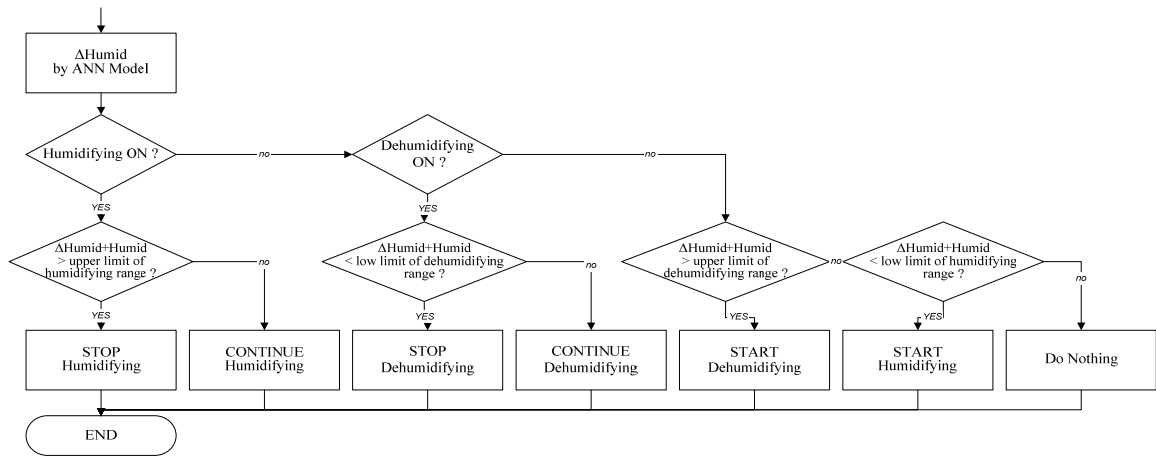 ΔHumid
by ANN Model
Humidifying ON ?
no
Dehumidifying
ON ?
no
YES
YES
ΔHumid+Humid
> upper limit of
humidifying range ?
no
ΔHumid+Humid
< low limit of dehumidifying
range ?
no
ΔHumid+Humid
> upper limit of
dehumidifying range ?
no
ΔHumid+Humid
< low limit of humidifying
range ?
no
YES
YES
YES
YES
STOP
Humidifying
CONTINUE
Humidifying
STOP
Dehumidifying
CONTINUE
Dehumidifying
START
Dehumidifying
START
Humidifying
Do Nothing
END